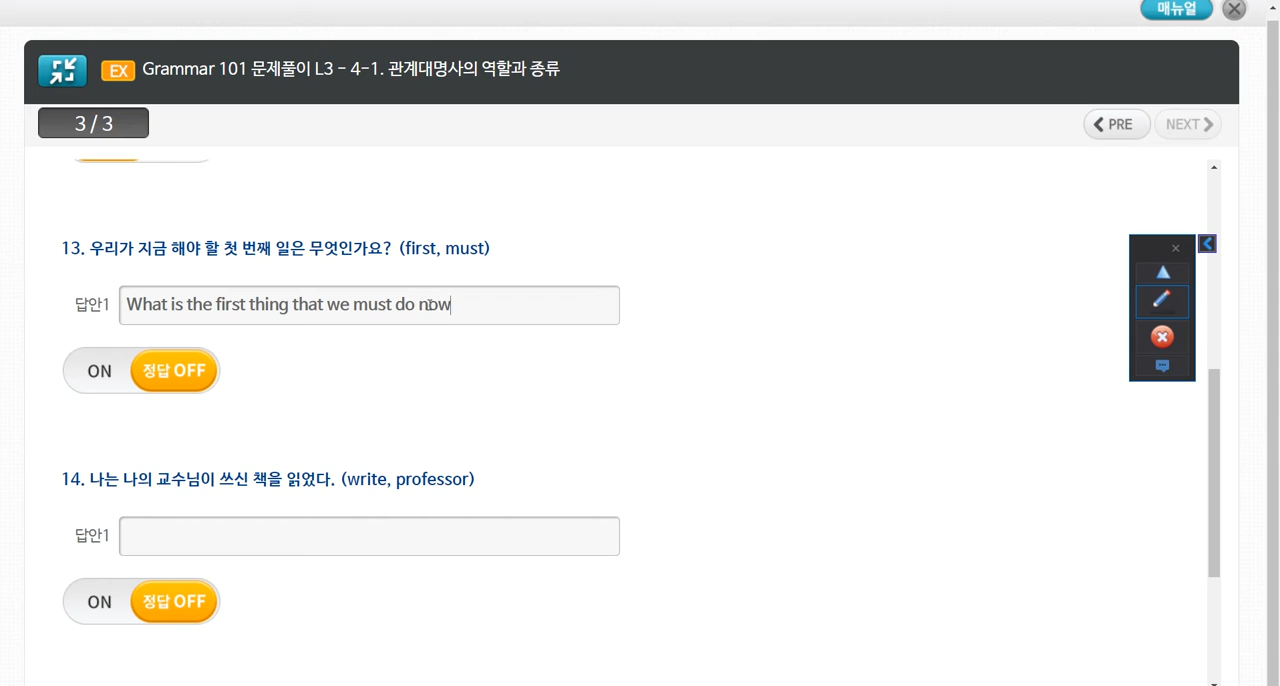 매뉴얼
EX Grammar 101 문제풀이 L3 - 4-1. 관계대명사의 역할과 종류
3 / 3
PRE NEXT
13. 우리가 지금 해야 할 첫 번째 일은 무엇인가요? (first, must)
답안1 What is the first thing that we must do now
ON 정답 OFF
14. 나는 나의 교수님이 쓰신 책을 읽었다. (write, professor)
답안1
ON 정답 OFF